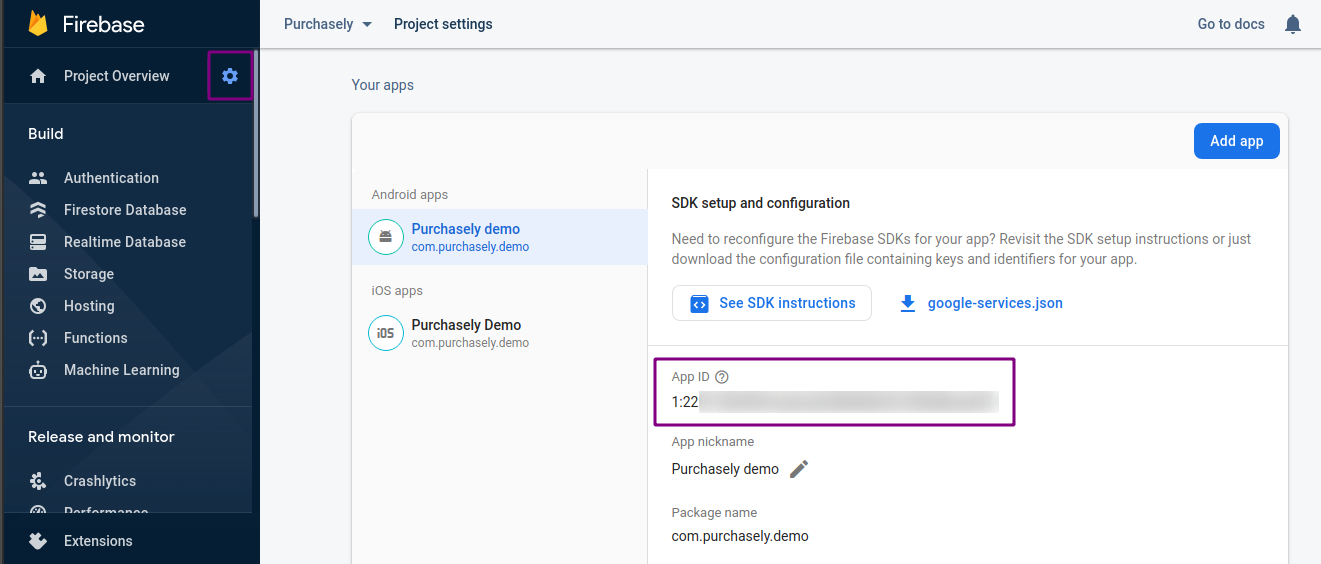 Firebase
Project Overview
Build
Authentication
Firestore Database
Realtime Database
Storage
Hosting
Functions
Machine Learning
Release and monitor
Crashlytics
Performance
Extensions
Purchasely Project settings Go to docs
Your apps
Add app
Android apps
Purchasely demo
com.purchasely.demo
iOS apps
iOS
Purchasely Demo
com.purchasely.demo
SDK setup and configuration
Need to reconfigure the Firebase SDKs for your app? Revisit the SDK setup instructions or just
download the configuration file containing keys and identifiers for your app.
See SDK instructions google-services.json
App ID
1:22
App nickname
Purchasely demo
Package name
com.purchasely.demo